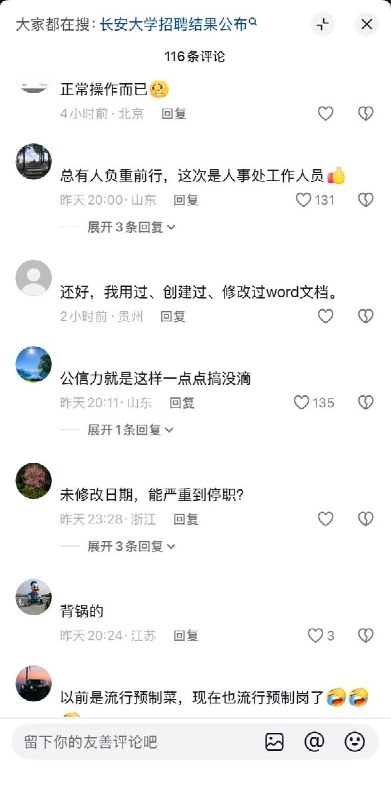 大家都在搜：长安大学招聘结果公布
116条评论
正常操作而已
4小时前·北京 回复
总有人负重前行，这次是人事处工作人员
昨天20:00·山东 回复 131
展开3条回复
还好，我用过、创建过、修改过word文档。
2小时前·贵州 回复
公信力就是这样一点点搞没滴
昨天20:11·山东 回复 135
展开1条回复
未修改日期，能严重到停职？
昨天23:28·浙江 回复
展开3条回复
背锅的
昨天20:24·江苏 回复 3
以前是流行预制菜，现在也流行预制岗了
留下你的友善评论吧